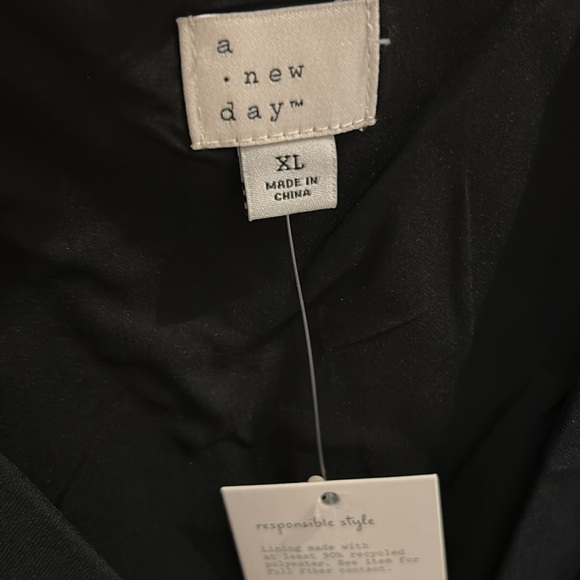 a
· new
day™
XL
MADE IN
CHINA
responsible style
Lining made with
at least 90% recycled
polyester. See item for
full fiber content.